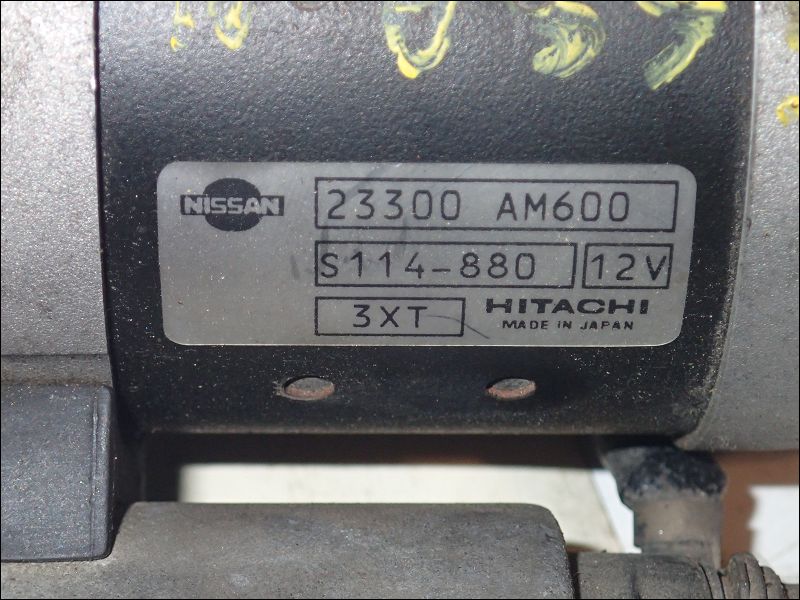 NISSAN
23300 AM600
S114-880 12V
3XT HITACHI
MADE IN JAPAN